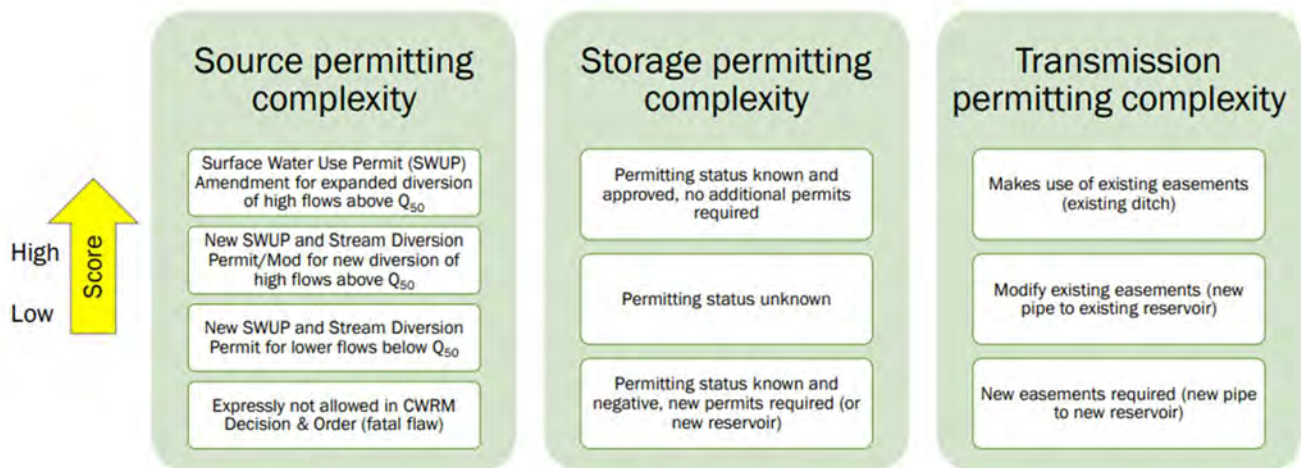 High
Low
Score
Source permitting
complexity
Surface Water Use Permit (SWUP)
Amendment for expanded diversion
of high flows above Q50
New SWUP and Stream Diversion
Permit/Mod for new diversion of
high flows above Q50
New SWUP and Stream Diversion
Permit for lower flows below Q50
Expressly not allowed in CWRM
Decision & Order (fatal flaw)
Storage permitting
complexity
Permitting status known and
approved, no additional permits
required
Permitting status unknown
Permitting status known and
negative, new permits required (or
new reservoir)
Transmission
permitting complexity
Makes use of existing easements
(existing ditch)
Modify existing easements (new
pipe to existing reservoir)
New easements required (new pipe
to new reservoir)